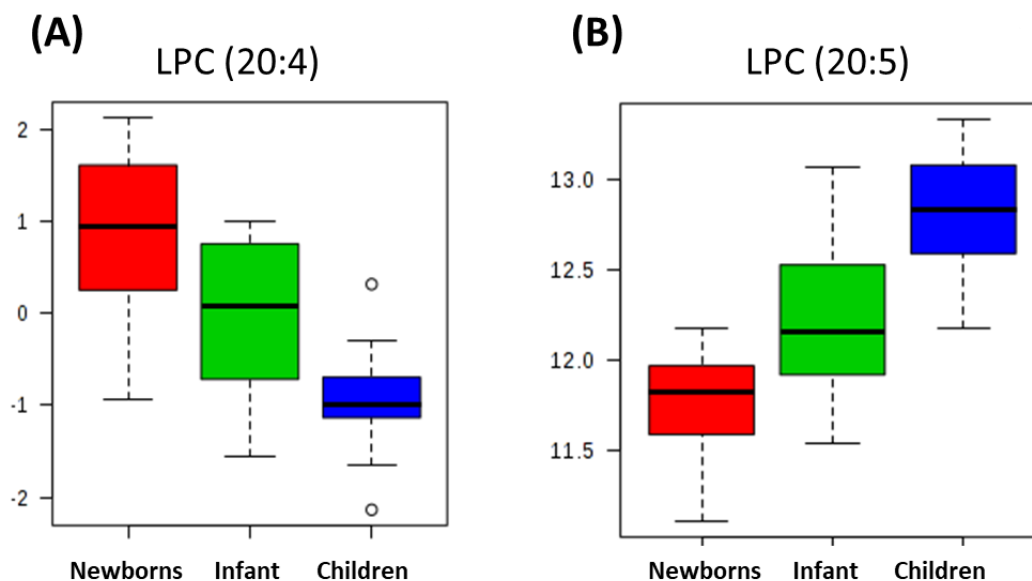 (A)
LPC (20:4)
2
1
0
-1
-2
Newborns Infant Children
(B)
LPC (20:5)
13.0
12.5
12.0
11.5
Newborns Infant Children